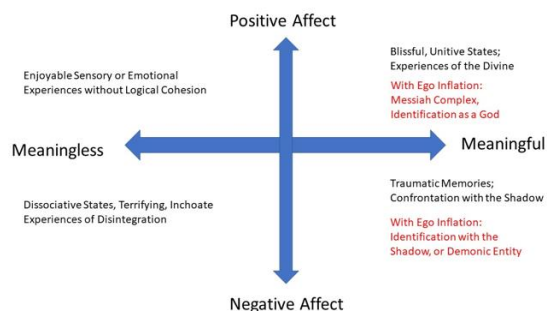 Positive Affect
Enjoyable Sensory or Emotional
Experiences without Logical Cohesion
Blissful, Unitive States;
Experiences of the Divine
With Ego Inflation:
Messiah Complex,
Identification as a God
Meaningless
Meaningful
Dissociative States, Terrifying, Inchoate
Experiences of Disintegration
Traumatic Memories;
Confrontation with the Shadow
With Ego Inflation:
Identification with the
Shadow, or Demonic Entity
Negative Affect